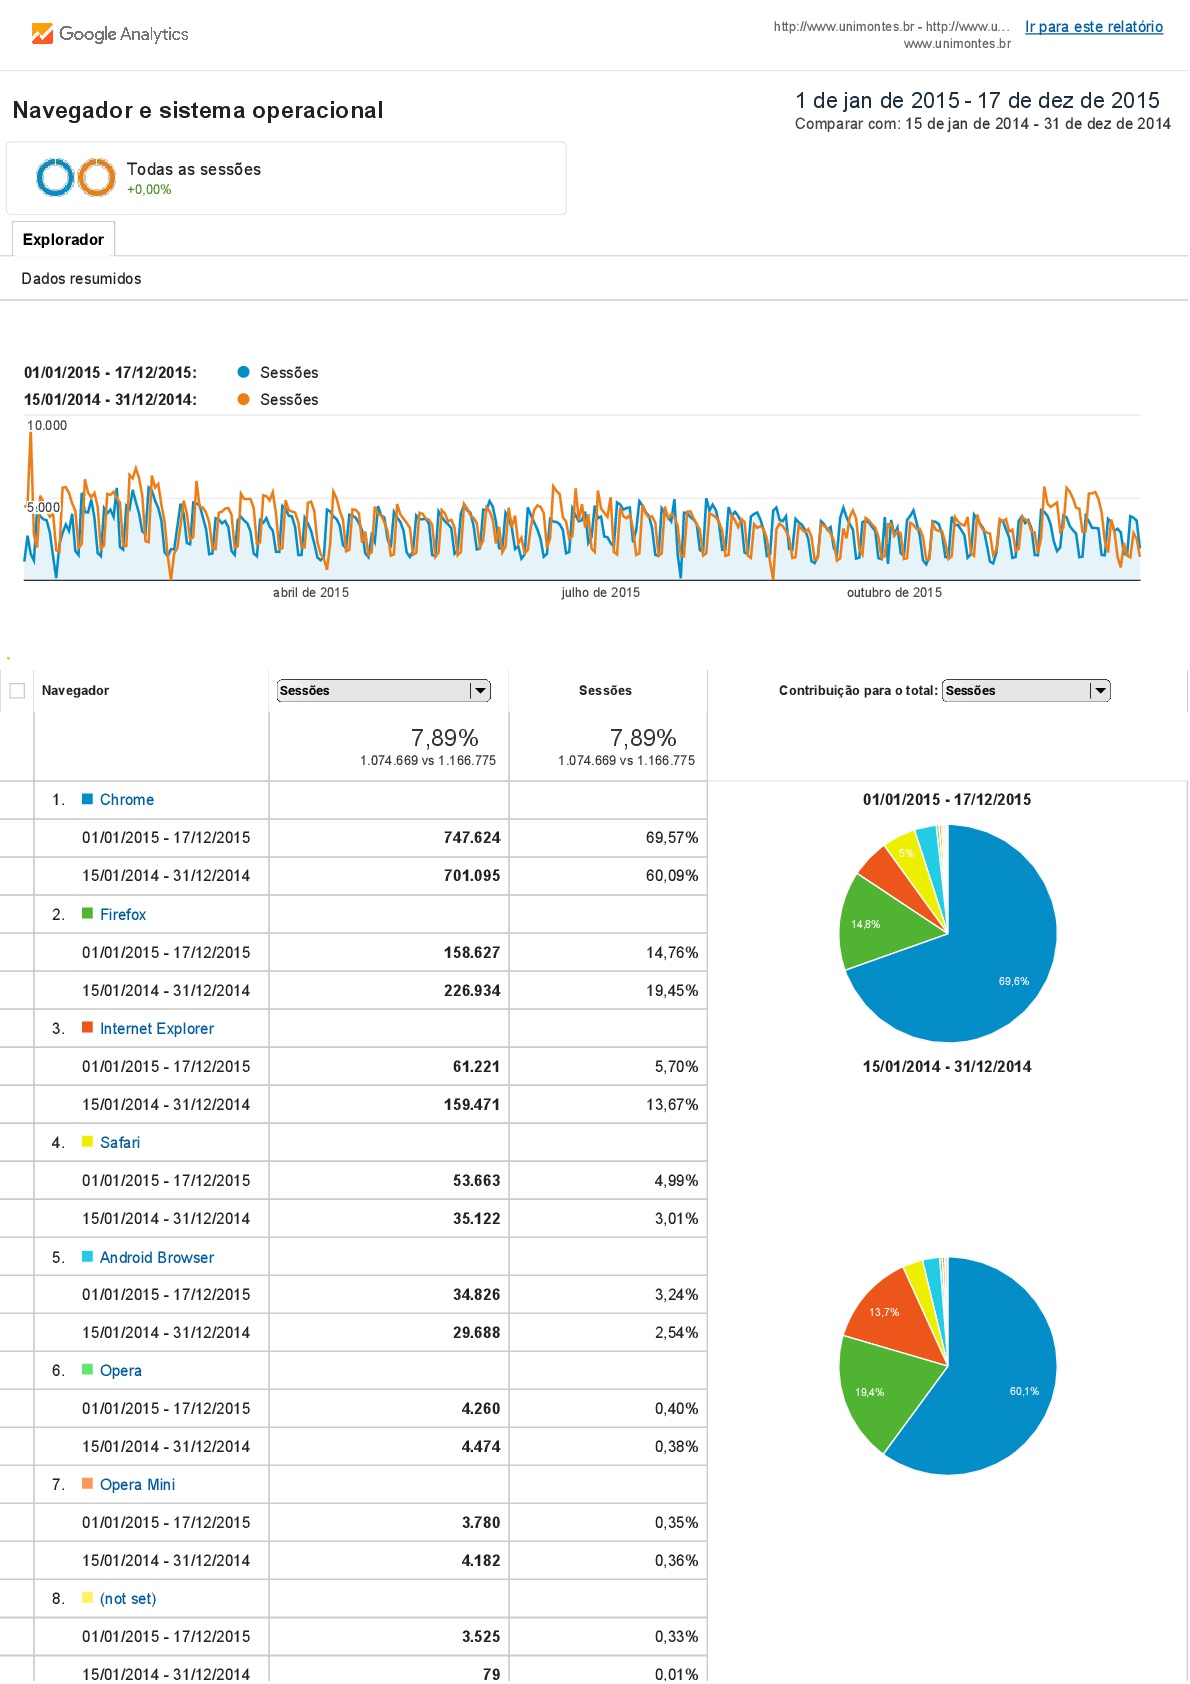 Google Analytics
http://www.unimontes.br - http://www.u...
www.unimontes.br
Ir para este relatório
Navegador e sistema operacional
1 de jan de 2015 - 17 de dez de 2015
Comparar com: 15 de jan de 2014 - 31 de dez de 2014
Todas as sessões
+0,00%
Explorador
Dados resumidos
01/01/2015 - 17/12/2015: Sessões
15/01/2014 - 31/12/2014: Sessões
10.000
5.000
abril de 2015 julho de 2015 outubro de 2015
Navegador Sessões Sessões Contribuição para o total: Sessões
7,89% 7,89%
1.074.669 vs 1.166.775 1.074.669 vs 1.166.775
1. Chrome
01/01/2015 - 17/12/2015 747.624 69,57%
15/01/2014 - 31/12/2014 701.095 60,09%
2. Firefox
01/01/2015 - 17/12/2015 158.627 14,76%
15/01/2014 - 31/12/2014 226.934 19,45%
3. Internet Explorer
01/01/2015 - 17/12/2015 61.221 5,70%
15/01/2014 - 31/12/2014 159.471 13,67%
4. Safari
01/01/2015 - 17/12/2015 53.663 4,99%
15/01/2014 - 31/12/2014 35.122 3,01%
5. Android Browser
01/01/2015 - 17/12/2015 34.826 3,24%
15/01/2014 - 31/12/2014 29.688 2,54%
6. Opera
01/01/2015 - 17/12/2015 4.260 0,40%
15/01/2014 - 31/12/2014 4.474 0,38%
7. Opera Mini
01/01/2015 - 17/12/2015 3.780 0,35%
15/01/2014 - 31/12/2014 4.182 0,36%
8. (not set)
01/01/2015 - 17/12/2015 3.525 0,33%
15/01/2014 - 31/12/2014 79 0,01%
01/01/2015 - 17/12/2015
5%
14,8%
69,6%
15/01/2014 - 31/12/2014
13,7%
19,4%
60,1%